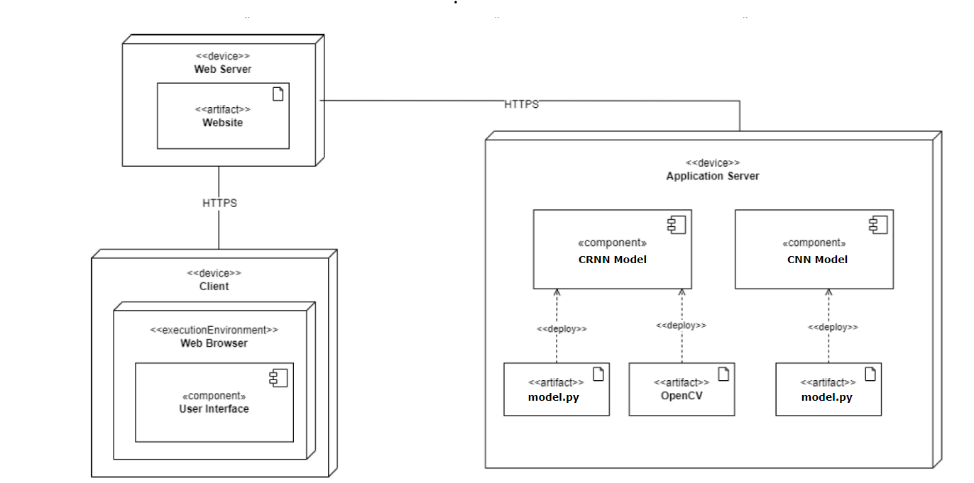 <<device>>
Web Server
<<artifact>>
Website
HTTPS
HTTPS
<<device>>
Client
<<executionEnvironment>>
Web Browser
«component»
User Interface
<<device>>
Application Server
«component»
CRNN Model
«component»
CNN Model
<<deploy>>
<<deploy>>
<<deploy>>
<<artifact>>
model.py
<<artifact>>
OpenCV
<<artifact>>
model.py